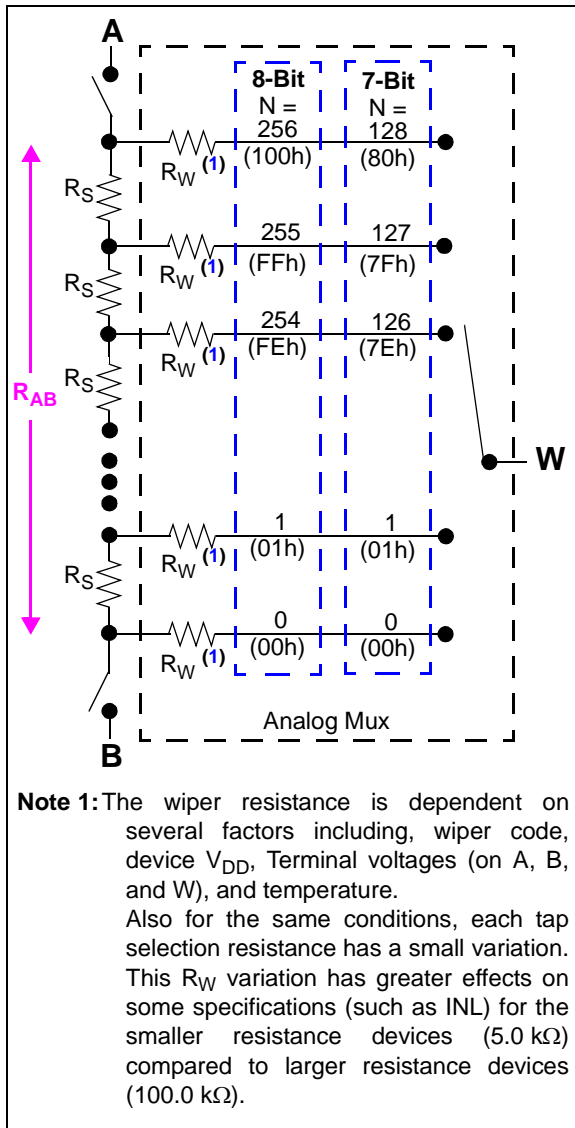 A
8-Bit
N =
7-Bit
N =
256
(100h)
128
(80h)
RW (1)
RS
255
(FFh)
127
(7Fh)
RW (1)
RS
254
(FEh)
126
(7Eh)
RW (1)
RS
RAB
W
1
(01h)
1
(01h)
RW (1)
RS
0
(00h)
0
(00h)
RW (1)
Analog Mux
B
Note 1: The wiper resistance is dependent on
several factors including, wiper code,
device VDD, Terminal voltages (on A, B,
and W), and temperature.
Also for the same conditions, each tap
selection resistance has a small variation.
This RW variation has greater effects on
some specifications (such as INL) for the
smaller resistance devices (5.0 kΩ)
compared to larger resistance devices
(100.0 kΩ).